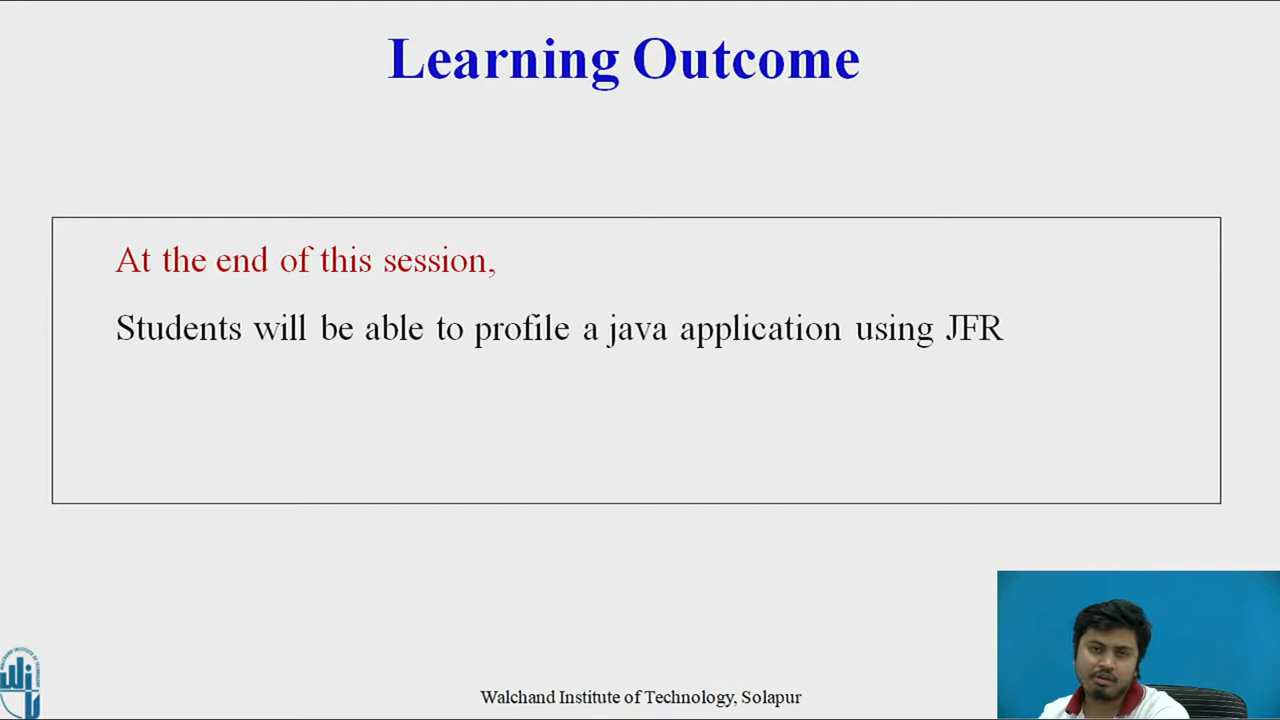 Learning Outcome
At the end of this session,
Students will be able to profile a java application using JFR
Walchand Institute of Technology, Solapur